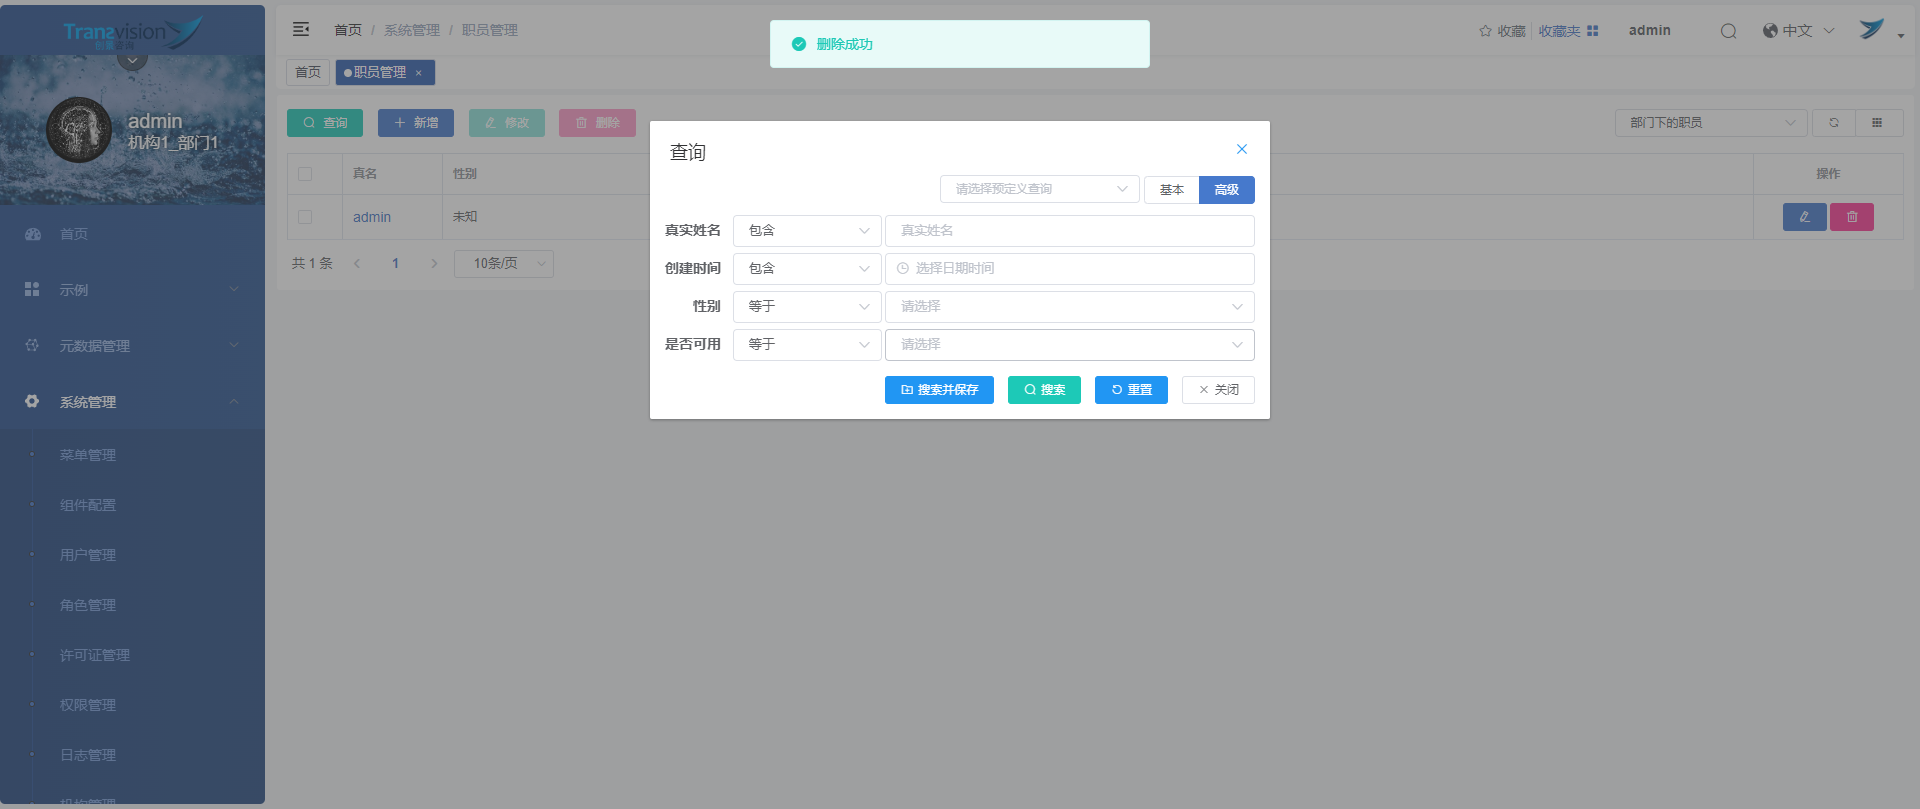 Transvision
创景咨询
首页 / 系统管理 / 职员管理
删除成功
收藏 收藏夹
admin
中文
首页
职员管理 ×
admin
机构1_部门1
查询
新增
修改
删除
部门下的职员
真名
性别
操作
admin
未知
共 1 条
1
10条/页
首页
示例
元数据管理
系统管理
菜单管理
组件配置
用户管理
角色管理
许可证管理
权限管理
日志管理
机构管理
查询
请选择预定义查询
基本
高级
真实姓名
包含
真实姓名
创建时间
包含
选择日期时间
性别
等于
请选择
是否可用
等于
请选择
搜索并保存
搜索
重置
关闭